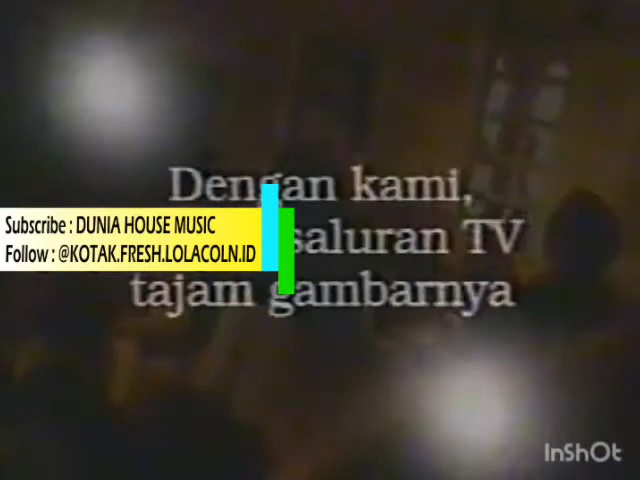 Dengan kami,
Subscribe : DUNIA HOUSE MUSIC
saluran TV
Follow : @KOTAK.FRESH.LOLACOLN.ID
tajam gambarnya
InShOt